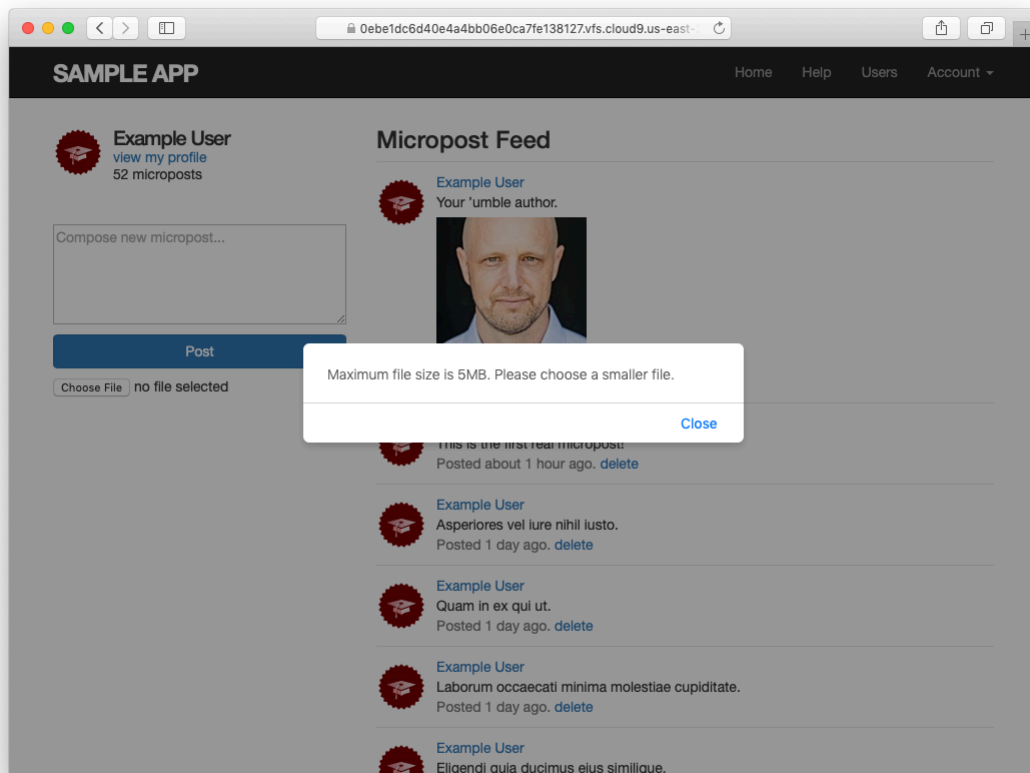 0ebe1dc6d40e4a4bb06e0ca7fe138127.vfs.cloud9.us-east-
SAMPLE APP
Home
Help
Users
Account
Example User
view my profile
52 microposts
Compose new micropost...
Post
Choose File no file selected
Micropost Feed
Example User
Your 'umble author.
Maximum file size is 5MB. Please choose a smaller file.
Close
This is the first real micropost!
Posted about 1 hour ago. delete
Example User
Asperiores vel iure nihil iusto.
Posted 1 day ago. delete
Example User
Quam in ex qui ut.
Posted 1 day ago. delete
Example User
Laborum occaecati minima molestiae cupiditate.
Posted 1 day ago. delete
Example User
Eligendi quia ducimus eius similique.